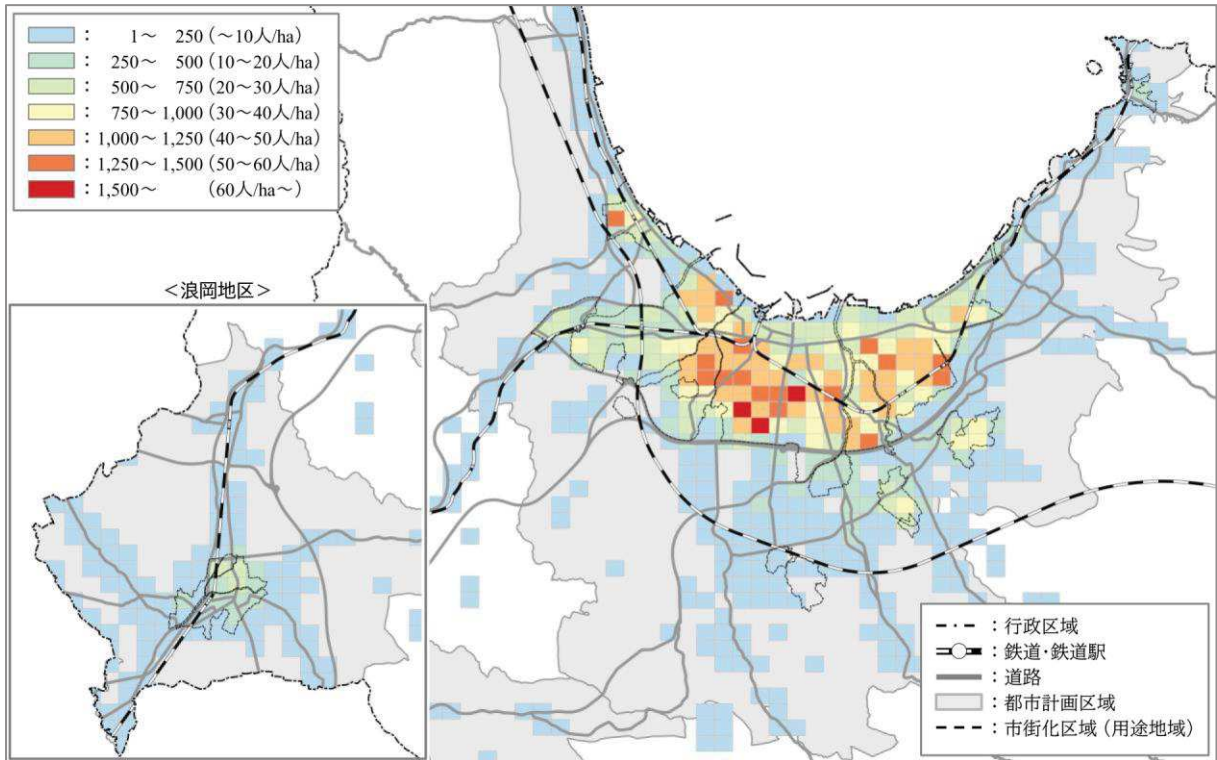 ： 1～ 250 (～10人/ha)
： 250～ 500 (10～20人/ha)
： 500～ 750 (20～30人/ha)
： 750～ 1,000 (30～40人/ha)
： 1,000～ 1,250 (40～50人/ha)
： 1,250～ 1,500 (50～60人/ha)
： 1,500～ (60人/ha～)
＜浪岡地区＞
：行政区域
：鉄道・鉄道駅
：道路
：都市計画区域
：市街化区域（用途地域）